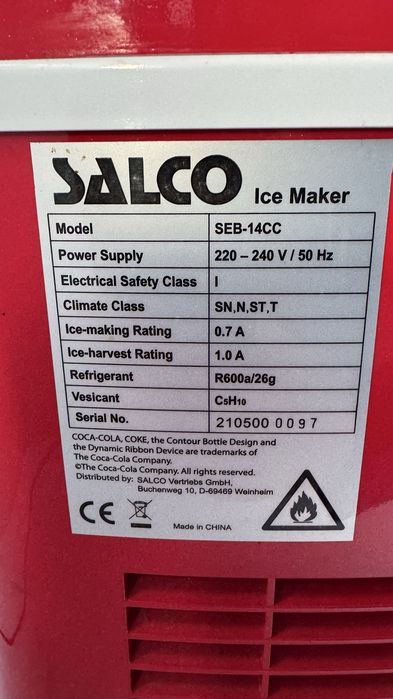 SALCO Ice Maker
Model SEB-14CC
Power Supply 220 – 240 V / 50 Hz
Electrical Safety Class I
Climate Class SN,N,ST,T
Ice-making Rating 0.7 A
Ice-harvest Rating 1.0 A
Refrigerant R600a/26g
Vesicant C₅H₁₀
Serial No. 210500 0097
COCA-COLA, COKE, the Contour Bottle Design and
the Dynamic Ribbon Device are trademarks of
The Coca-Cola Company.
©The Coca-Cola Company. All rights reserved.
Distributed by: SALCO Vertriebs GmbH,
Buchenweg 10, D-69469 Weinheim
CE
Made in CHINA